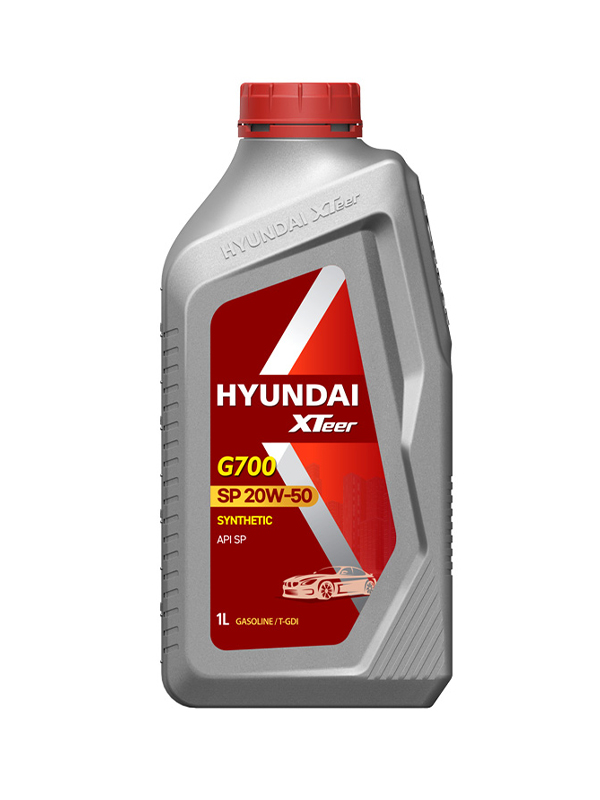 HYUNDAI XTeer
HYUNDAI
XTeer
G700
SP 20W-50
SYNTHETIC
API SP
1L GASOLINE / T-GDI